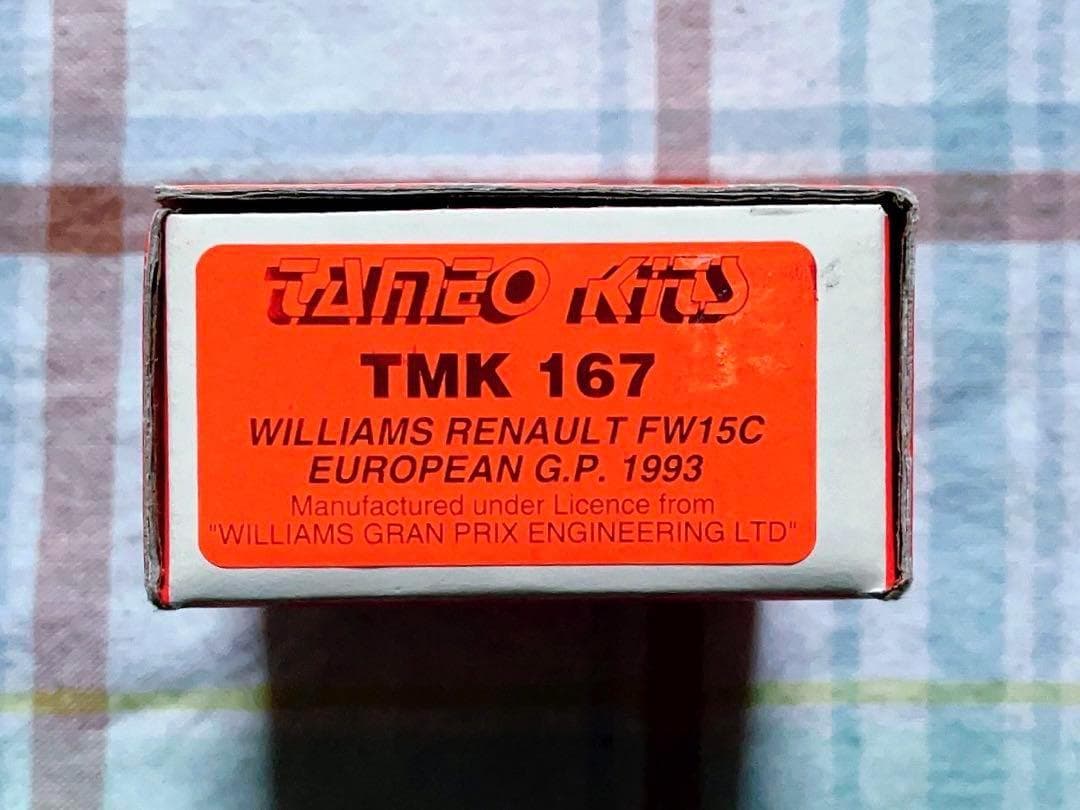 TAMEO KITS
TMK 167
WILLIAMS RENAULT FW15C
EUROPEAN G.P. 1993
Manufactured under Licence from
"WILLIAMS GRAN PRIX ENGINEERING LTD"